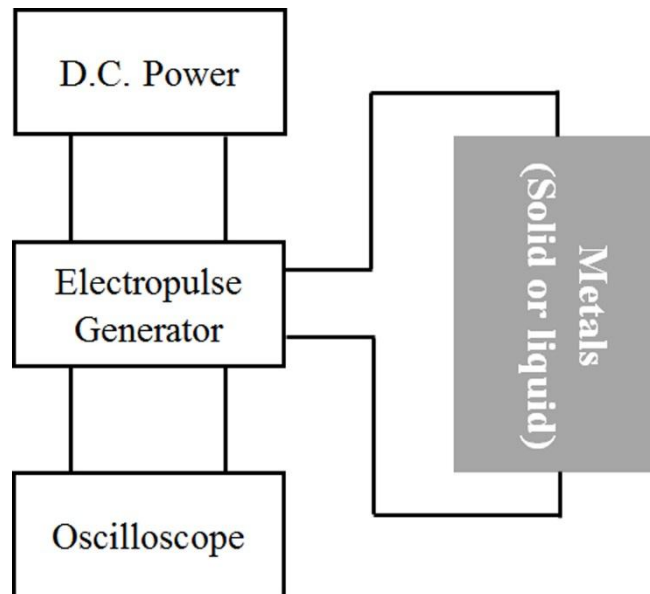 D.C. Power
Electropulse
Generator
Oscilloscope
Metals
(Solid or liquid)